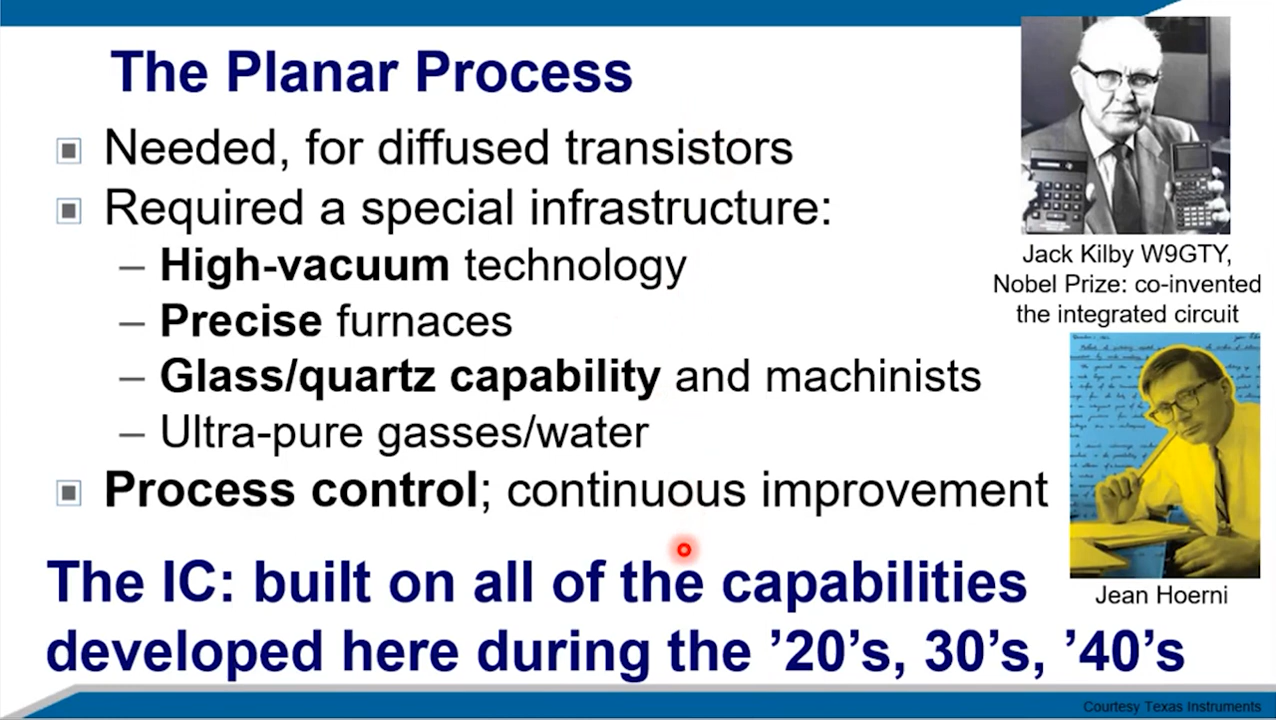 The Planar Process
Needed, for diffused transistors
Required a special infrastructure:
– High-vacuum technology
– Precise furnaces
– Glass/quartz capability and machinists
– Ultra-pure gasses/water
Process control; continuous improvement
The IC: built on all of the capabilities
developed here during the ’20’s, 30’s, ’40’s
Jack Kilby W9GTY,
Nobel Prize: co-invented
the integrated circuit
Jean Hoerni
Courtesy Texas Instruments